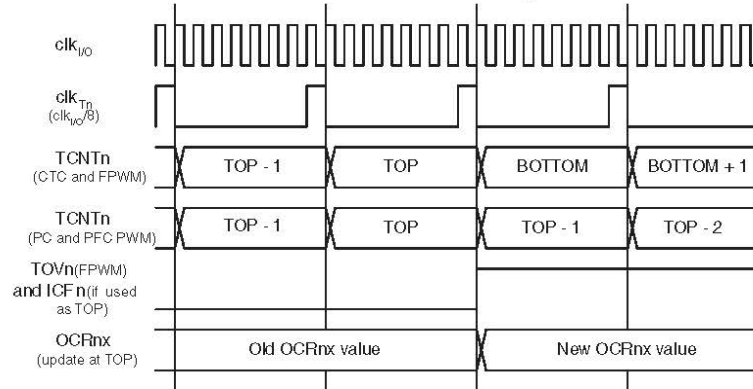 clkI/O
clkTn
(clkI/O/8)
TCNTn
(CTC and FPWM)
TOP - 1
TOP
BOTTOM
BOTTOM + 1
TCNTn
(PC and PFC PWM)
TOP - 1
TOP
TOP - 1
TOP - 2
TOVn(FPWM)
and ICFn(if used
as TOP)
OCRnx
(update at TOP)
Old OCRnx value
New OCRnx value